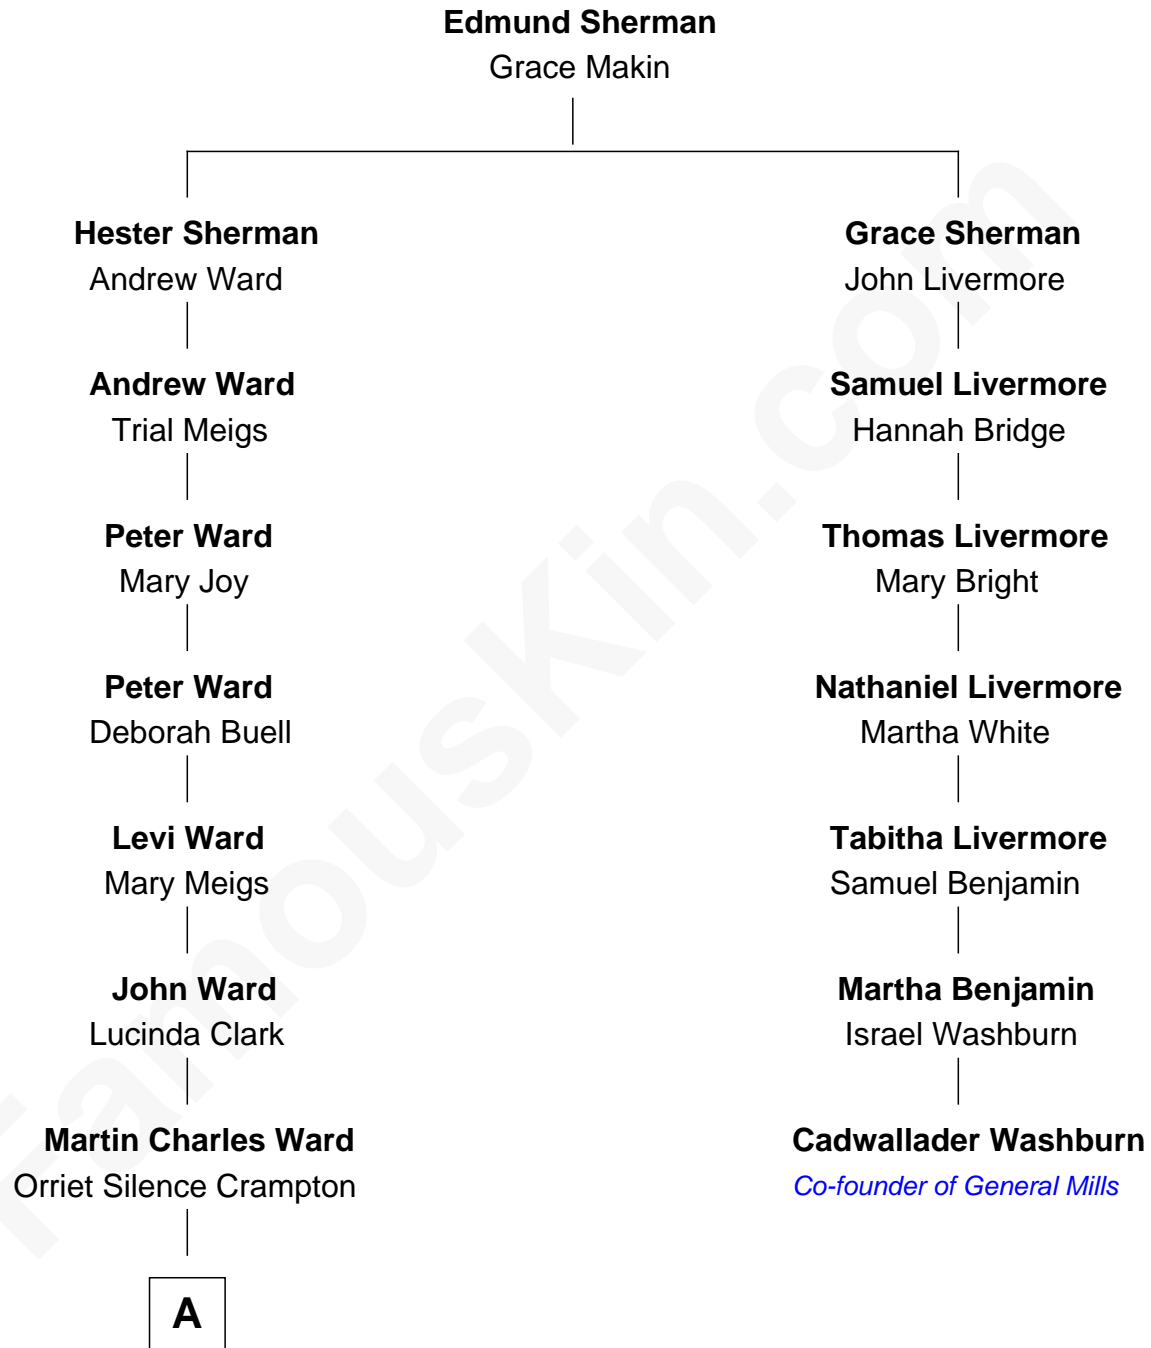 Edmund Sherman
Grace Makin
Hester Sherman
Andrew Ward
Grace Sherman
John Livermore
Andrew Ward
Trial Meigs
Samuel Livermore
Hannah Bridge
Peter Ward
Mary Joy
Thomas Livermore
Mary Bright
Peter Ward
Deborah Buell
Nathaniel Livermore
Martha White
Levi Ward
Mary Meigs
Tabitha Livermore
Samuel Benjamin
John Ward
Lucinda Clark
Martha Benjamin
Israel Washburn
Martin Charles Ward
Orriet Silence Crampton
Cadwallader Washburn
Co-founder of General Mills
A
FamousKin.com